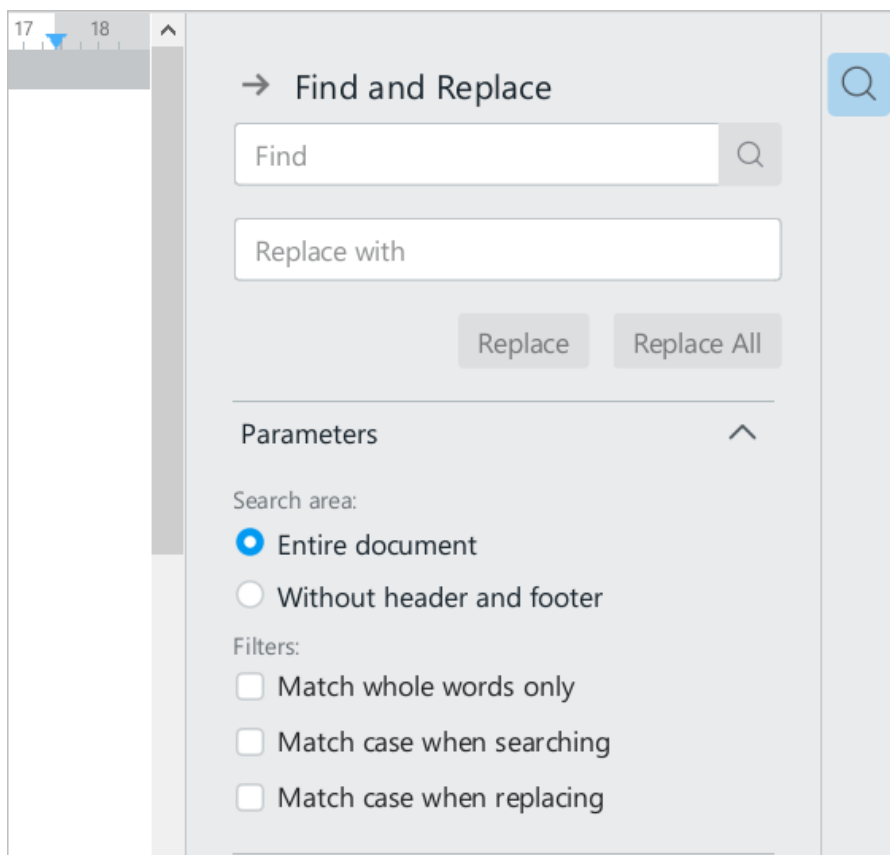 17 18
Find and Replace
Find
Replace with
Replace Replace All
Parameters
Search area:
Entire document
Without header and footer
Filters:
Match whole words only
Match case when searching
Match case when replacing